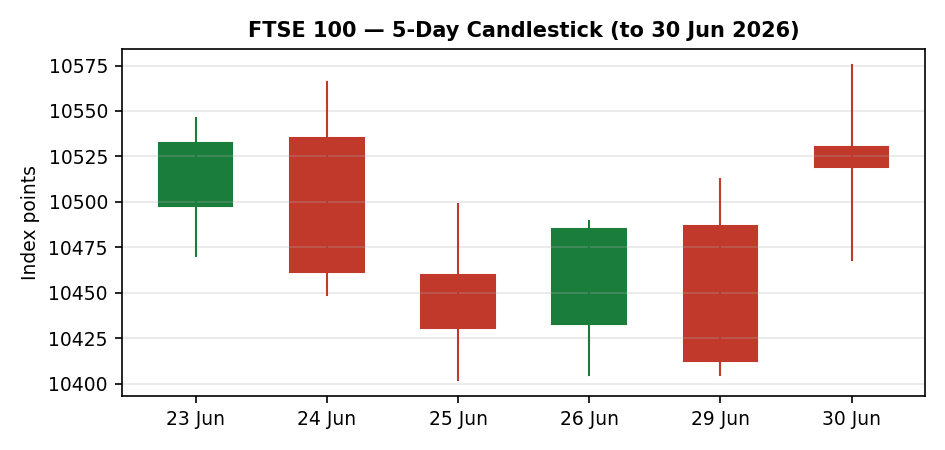 FTSE 100 — 5-Day Candlestick (to 30 Jun 2026)
Index points
10575
10550
10525
10500
10475
10450
10425
10400
23 Jun
24 Jun
25 Jun
26 Jun
29 Jun
30 Jun